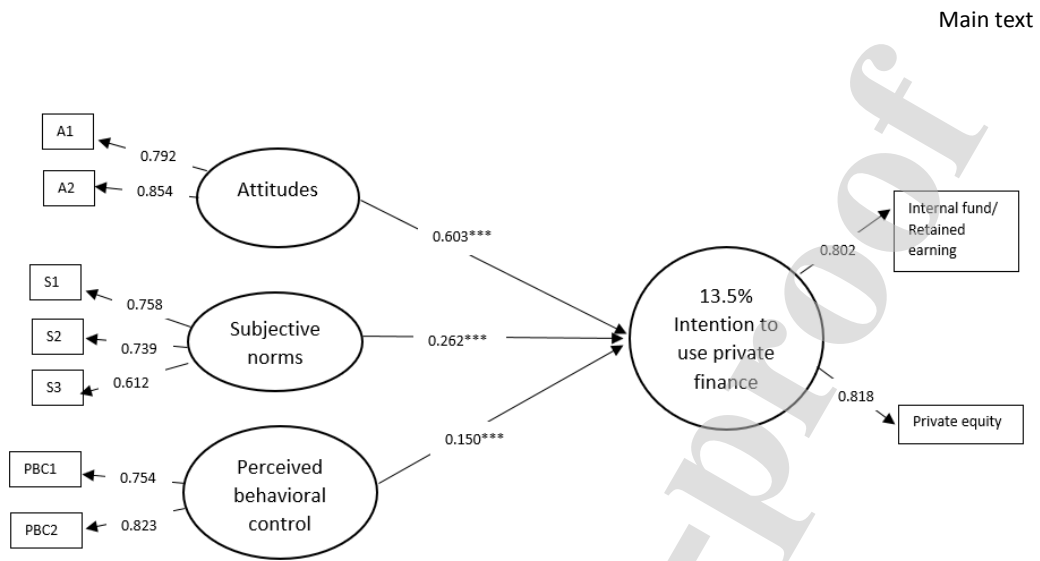 Main text
A1
0.792
A2
0.854
Attitudes
0.603***
S1
0.758
S2
0.739
S3
0.612
Subjective
norms
0.262***
PBC1
0.754
PBC2
0.823
Perceived
behavioral
control
0.150***
13.5%
Intention to
use private
finance
0.802
Internal fund/
Retained
earning
0.818
Private equity
-proof